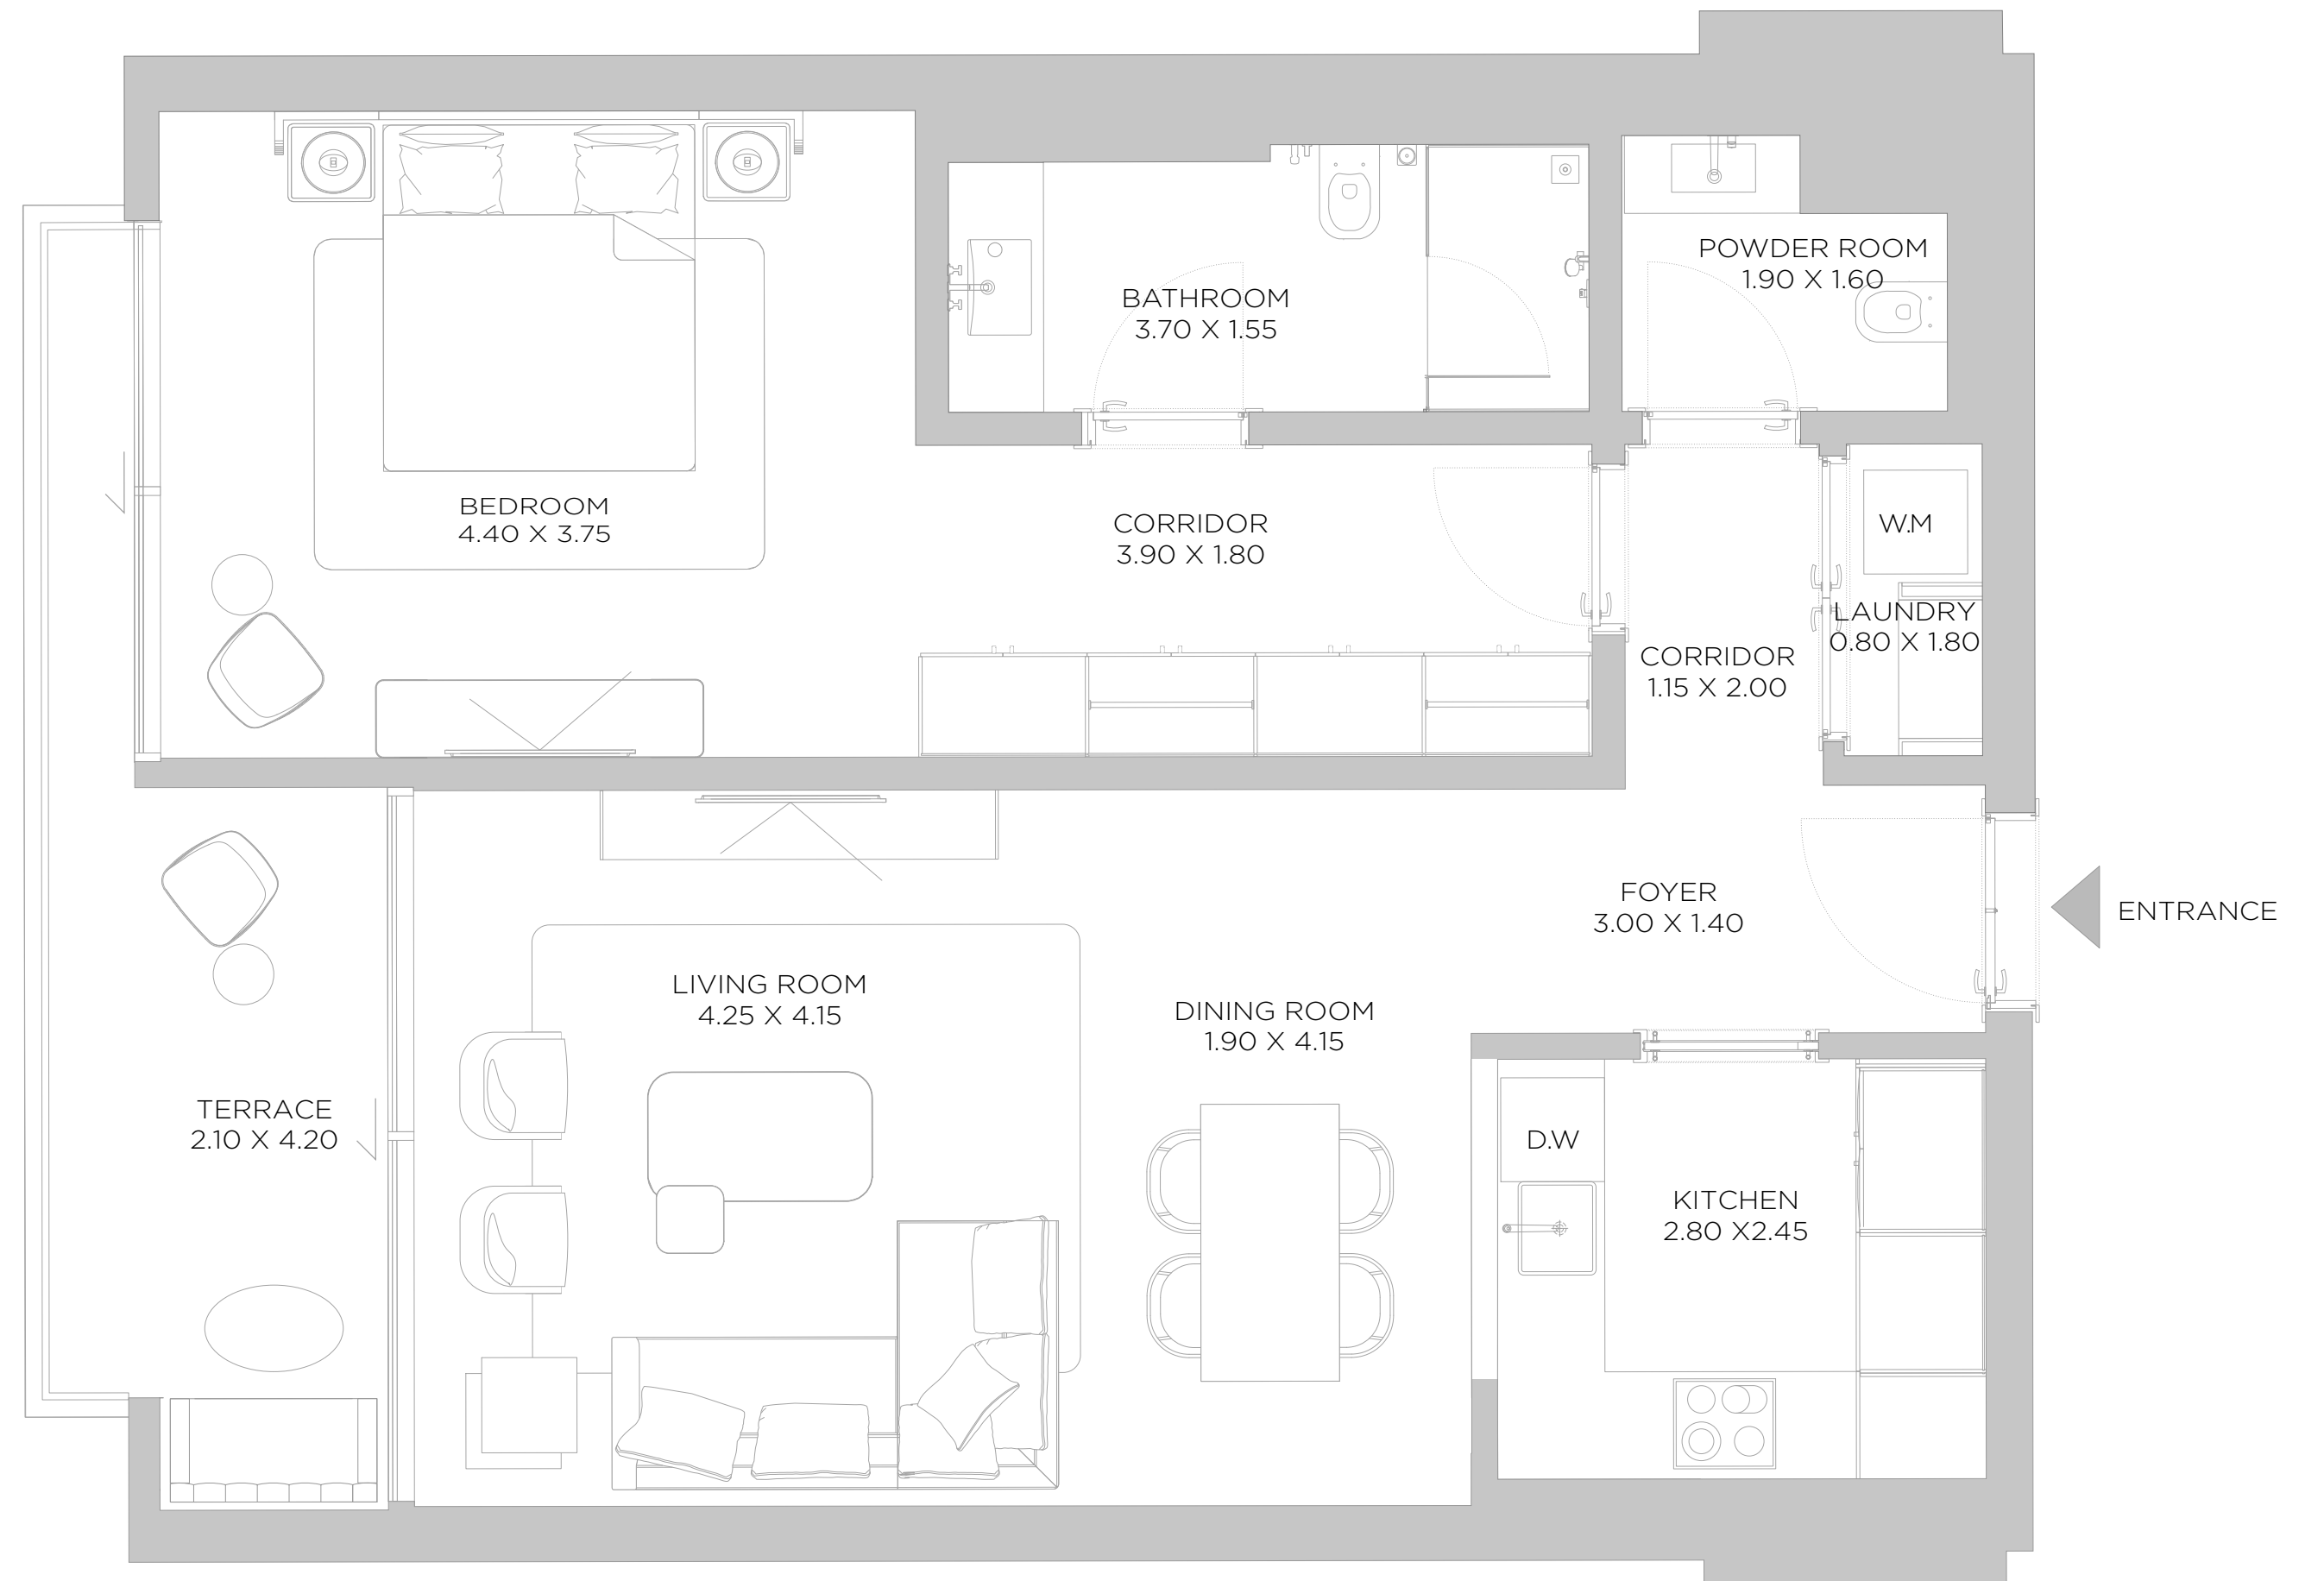 POWDER ROOM
1.90 X 1.60
BATHROOM
3.70 X 1.55
BEDROOM
4.40 X 3.75
CORRIDOR
3.90 X 1.80
W.M
LAUNDRY
0.80 X 1.80
CORRIDOR
1.15 X 2.00
FOYER
3.00 X 1.40
ENTRANCE
LIVING ROOM
4.25 X 4.15
DINING ROOM
1.90 X 4.15
TERRACE
2.10 X 4.20
D.W
KITCHEN
2.80 X2.45